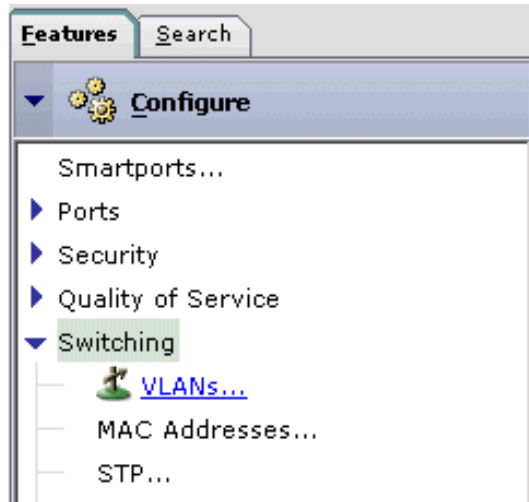 Features Search
Configure
Smartports...
Ports
Security
Quality of Service
Switching
VLANs...
MAC Addresses...
STP...